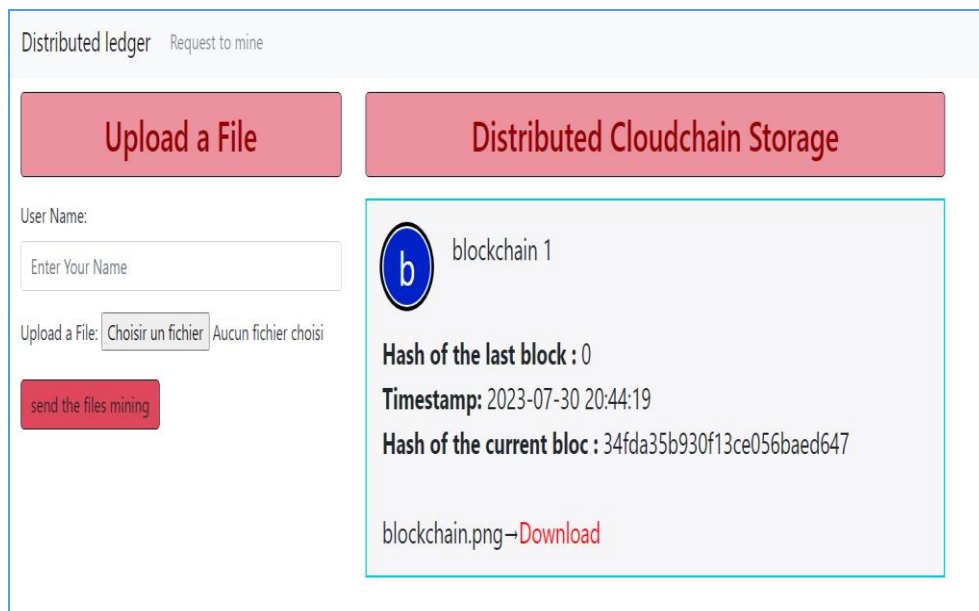 Distributed ledger Request to mine
Upload a File
User Name:
Enter Your Name
Upload a File: Choisir un fichier Aucun fichier choisi
send the files mining
Distributed Cloudchain Storage
b
blockchain 1
Hash of the last block : 0
Timestamp: 2023-07-30 20:44:19
Hash of the current bloc : 34fda35b930f13ce056baed647
blockchain.png→Download